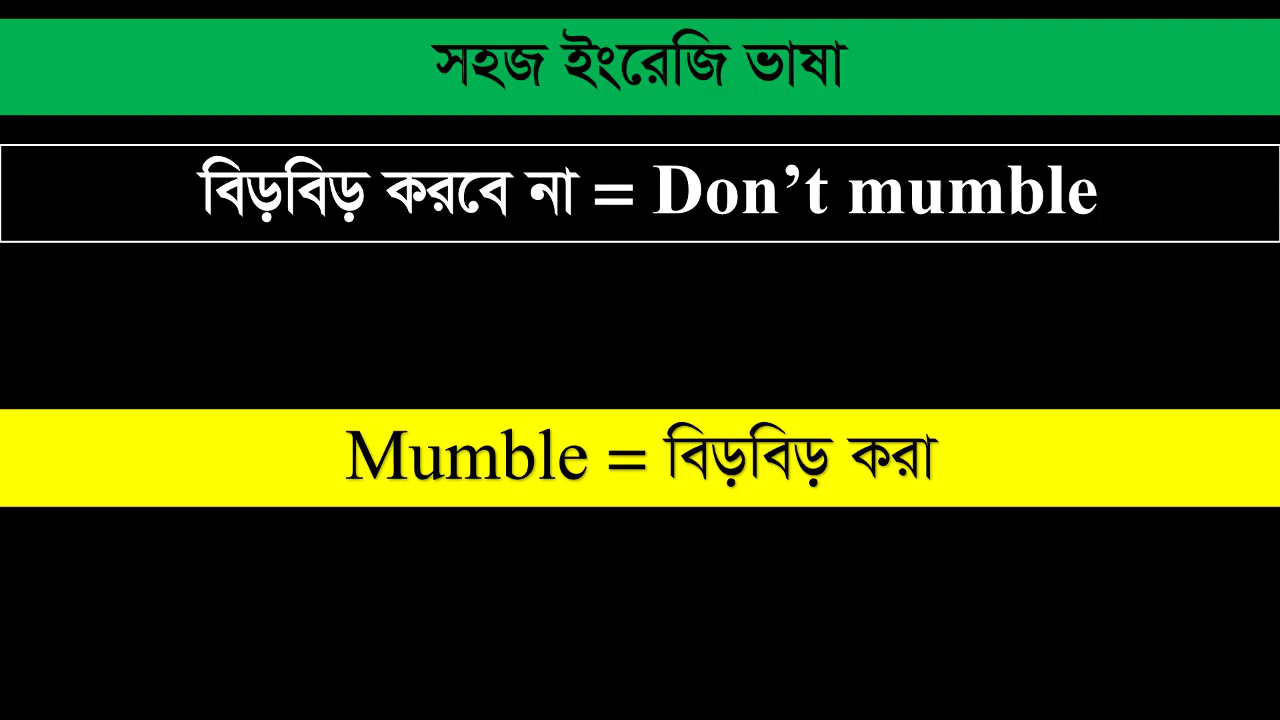 সহজ ইংরেজি ভাষা
বিড়বিড় করবে না = Don’t mumble
Mumble = বিড়বিড় করা